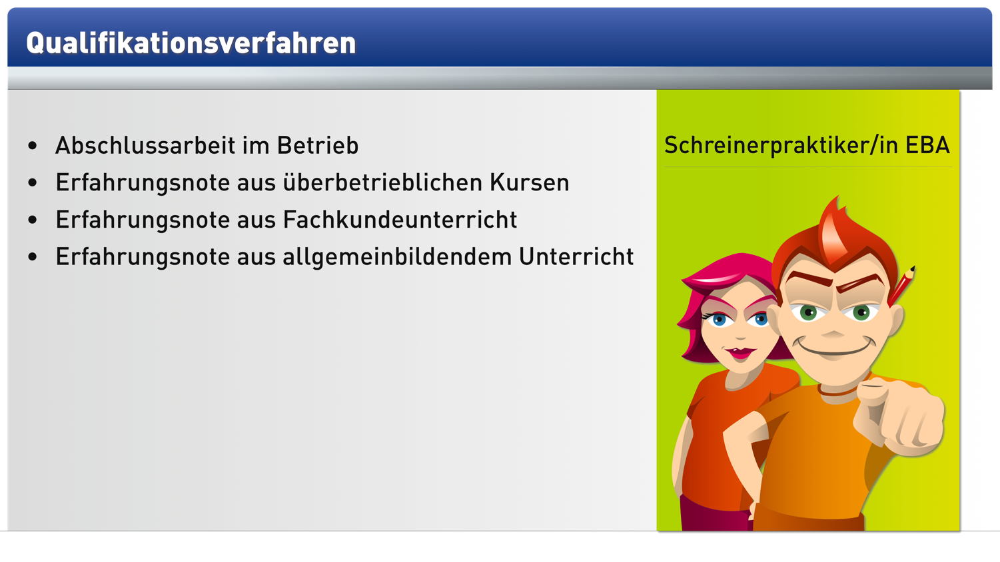 Qualifikationsverfahren
• Abschlussarbeit im Betrieb
• Erfahrungsnote aus überbetrieblichen Kursen
• Erfahrungsnote aus Fachkundeunterricht
• Erfahrungsnote aus allgemeinbildendem Unterricht
Schreinerpraktiker/in EBA